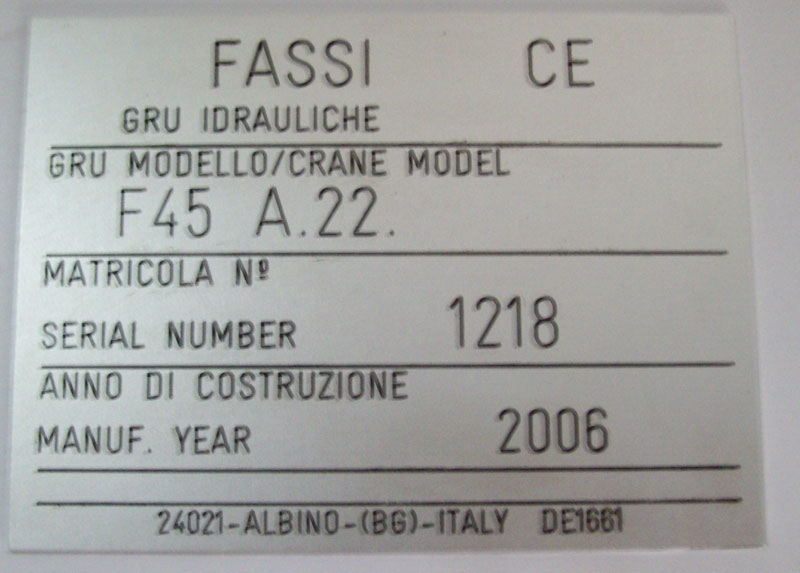 FASSI CE
GRU IDRAULICHE
GRU MODELLO/CRANE MODEL
F45 A.22.
MATRICOLA Nº
SERIAL NUMBER 1218
ANNO DI COSTRUZIONE
MANUF. YEAR 2006
24021-ALBINO-(BG)-ITALY DE1661